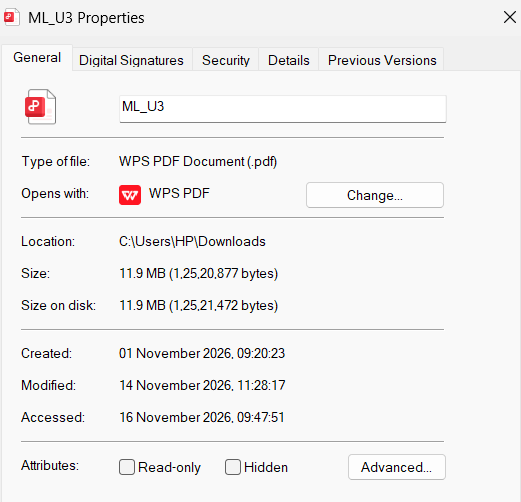 ML_U3 Properties
General Digital Signatures Security Details Previous Versions
ML_U3
Type of file: WPS PDF Document (.pdf)
Opens with: WPS PDF Change...
Location: C:\Users\HP\Downloads
Size: 11.9 MB (1,25,20,877 bytes)
Size on disk: 11.9 MB (1,25,21,472 bytes)
Created: 01 November 2026, 09:20:23
Modified: 14 November 2026, 11:28:17
Accessed: 16 November 2026, 09:47:51
Attributes: Read-only Hidden Advanced...